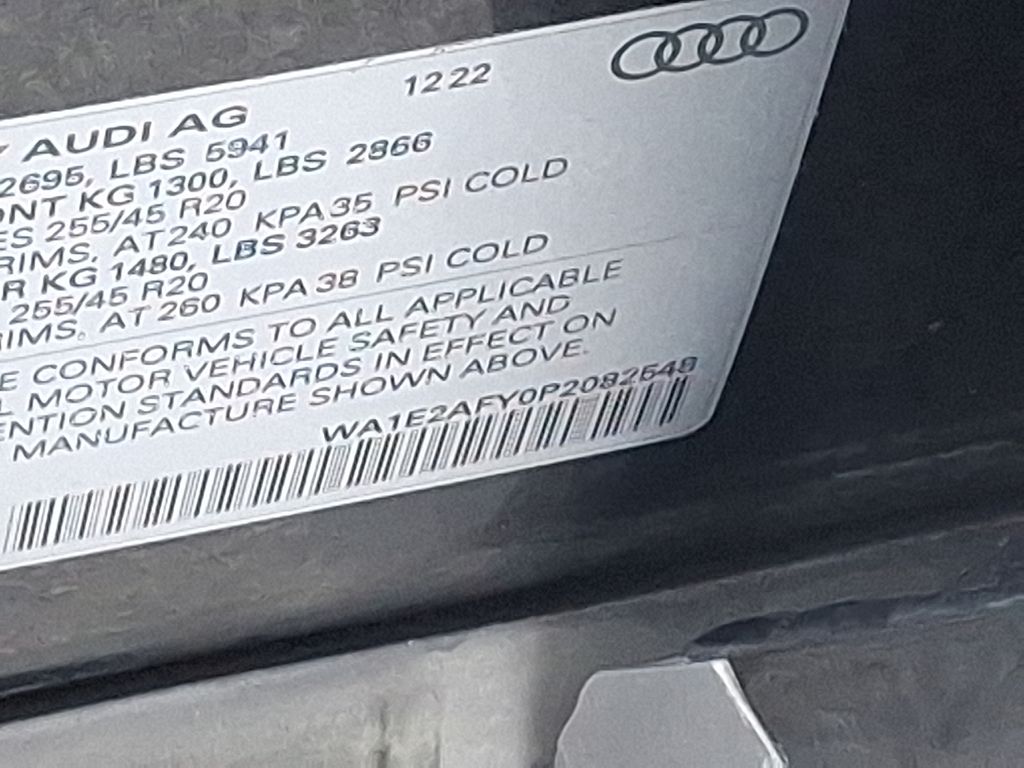 1222
AUDI AG
2695, LBS 5941
ONT KG 1300, LBS 2866
ES 255/45 R20
RIMS, AT 240 KPA 35 PSI COLD
R KG 1480, LBS 3263
255/45 R20
RIMS, AT 260 KPA 38 PSI COLD
E CONFORMS TO ALL APPLICABLE
L MOTOR VEHICLE SAFETY AND
ENTION STANDARDS IN EFFECT ON
MANUFACTURE SHOWN ABOVE.
WA1E2AFY0P2082548